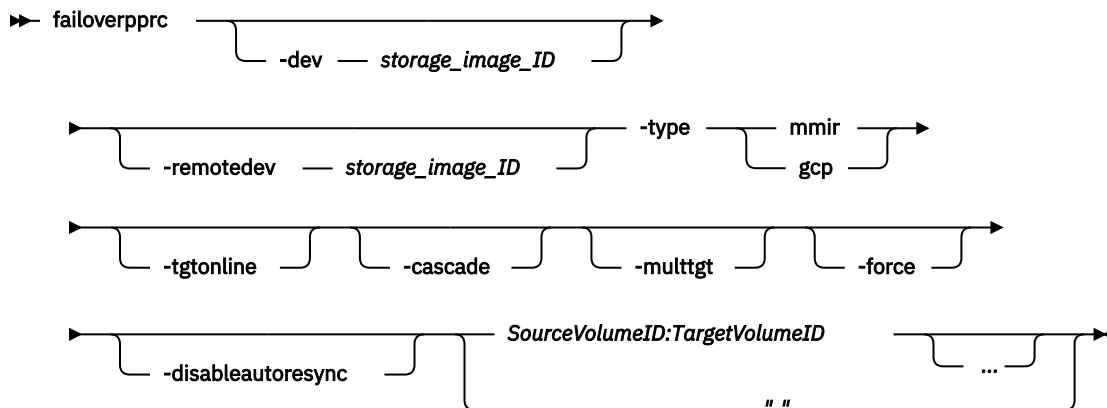 failoverpprc
-dev storage_image_ID
-remotedev storage_image_ID -type mmir
gcp
-tgtonline -cascade -multtgt -force
SourceVolumeID:TargetVolumeID
-disableautoresync ...
" "